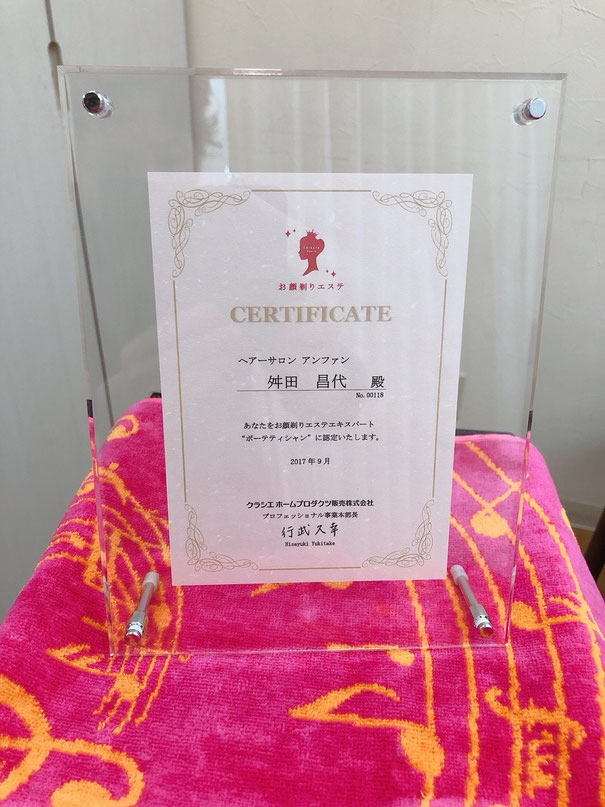 お顔剃りエステ
CERTIFICATE
ヘアーサロン アンファン
舛田 昌代 殿
No.00118
あなたをお顔剃りエステエキスパート
“ボーテティシャン”に認定いたします。
2017年9月
クラシエ ホームプロダクツ販売株式会社
プロフェッショナル事業本部長
行武久幸
Hisayuki Yukitake